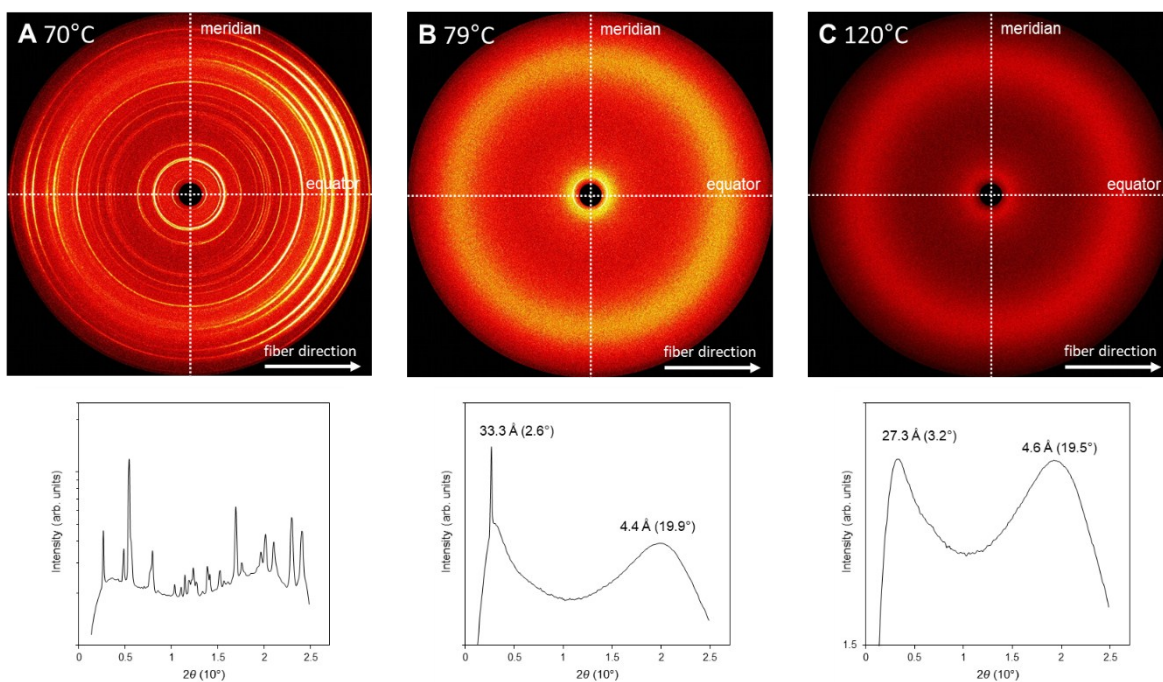 A 70°C
meridian
equator
fiber direction
B 79°C
meridian
equator
fiber direction
C 120°C
meridian
equator
fiber direction
Intensity (arb. units)
0 0.5 1 1.5 2 2.5
2θ (10°)
33.3 Å (2.6°)
4.4 Å (19.9°)
Intensity (arb. units)
0 0.5 1 1.5 2 2.5
2θ (10°)
27.3 Å (3.2°)
4.6 Å (19.5°)
Intensity (arb. units)
1.5
0 0.5 1 1.5 2 2.5
2θ (10°)